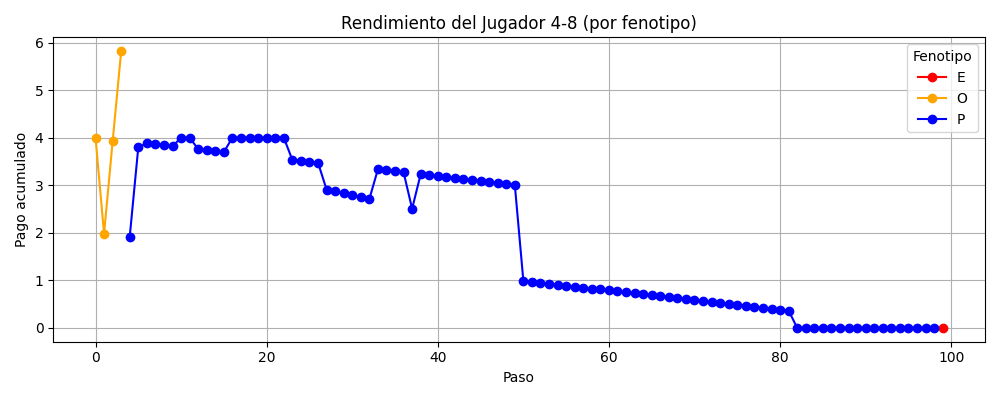 Rendimiento del Jugador 4-8 (por fenotipo)
Pago acumulado
6
5
4
3
2
1
0
Fenotipo
E
O
P
0
20
40
60
80
100
Paso